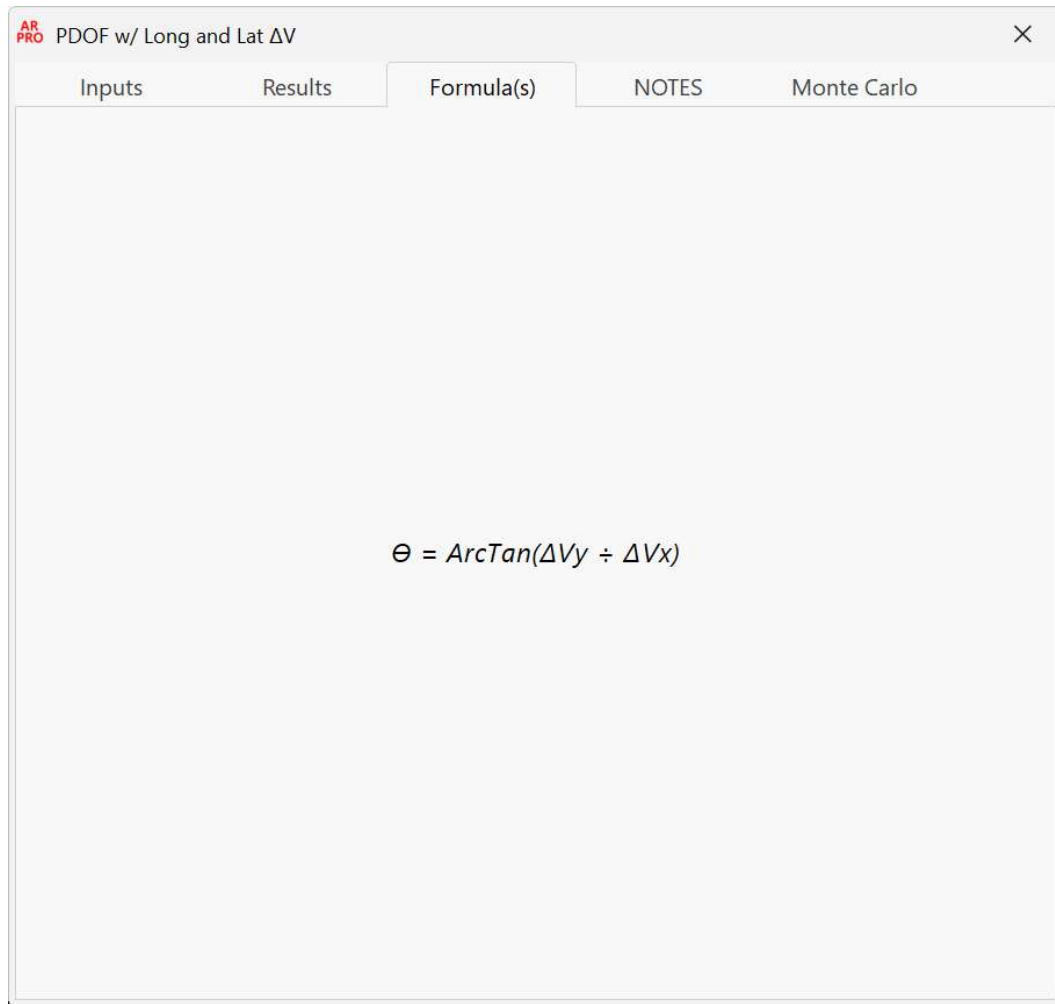 AR
PRO
PDOF w/ Long and Lat ΔV
Inputs Results Formula(s) NOTES Monte Carlo
Ɵ = ArcTan(ΔVy ÷ ΔVx)